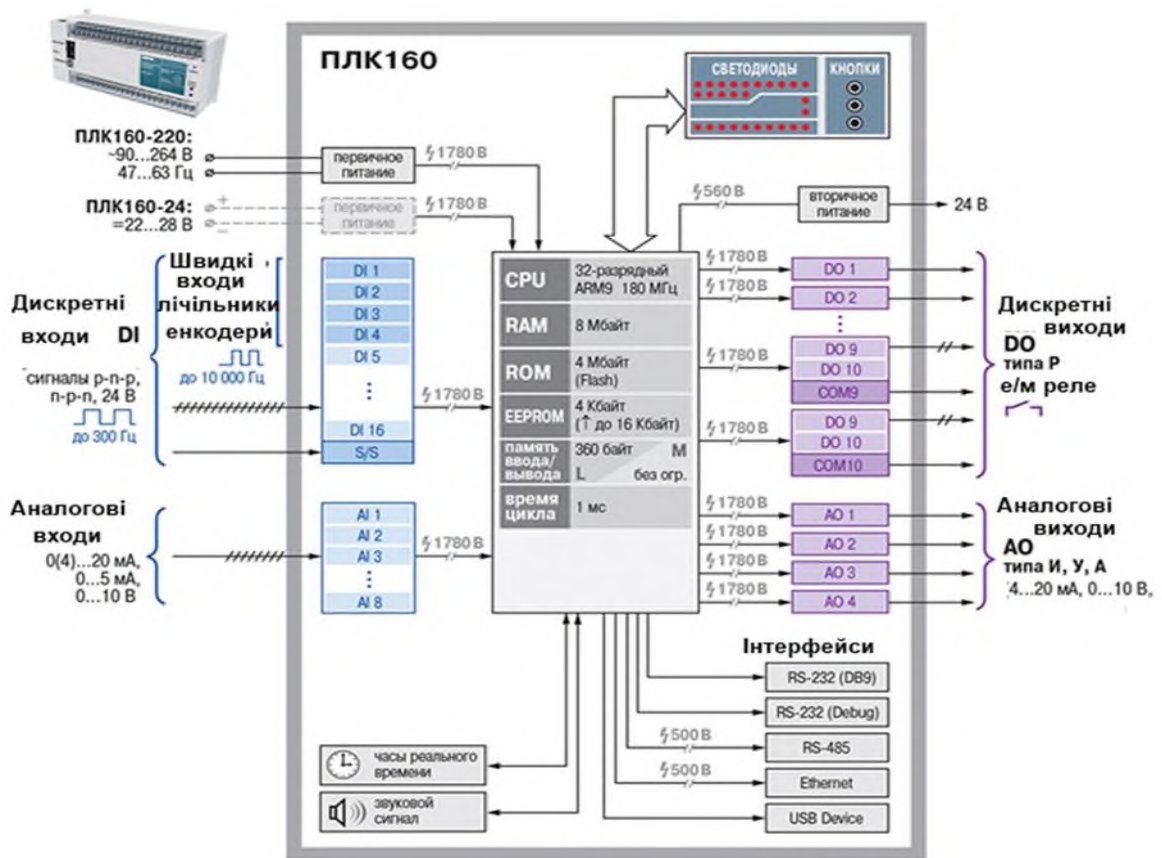 ПЛК160
СВЕТОДИОДЫ
КНОПКИ
ПЛК160-220:
~90...264 В
47...63 Гц
первичное
питание
1780 В
ПЛК160-24:
=22...28 В
+
–
первичное
питание
1780 В
560 В
вторичное
питание
24 В
Дискретні
входи DI
сигналы p-n-p,
n-p-n, 24 В
до 300 Гц
Швидкі
входи
лічільники
енкодери
до 10 000 Гц
DI 1
DI 2
DI 3
DI 4
DI 5
DI 16
S/S
1780 В
Аналогові
входи
0(4)...20 мА,
0...5 мА,
0...10 В
AI 1
AI 2
AI 3
AI 8
1780 В
CPU
32-разрядный
ARM9 180 МГц
RAM
8 Мбайт
ROM
4 Мбайт
(Flash)
EEPROM
4 Кбайт
(↑ до 16 Кбайт)
память
ввода/
вывода
360 байт M
L без огр.
время
цикла
1 мс
1780 В
DO 1
1780 В
DO 2
1780 В
DO 9
DO 10
COM9
1780 В
DO 9
DO 10
COM10
Дискретні
виходи
DO
типа Р
е/м реле
1780 В
AO 1
1780 В
AO 2
1780 В
AO 3
1780 В
AO 4
Аналогові
виходи
АО
типа И, У, А
4...20 мА, 0...10 В,
Інтерфейси
RS-232 (DB9)
RS-232 (Debug)
500 В
RS-485
500 В
Ethernet
USB Device
часы реального
времени
звуковой
сигнал